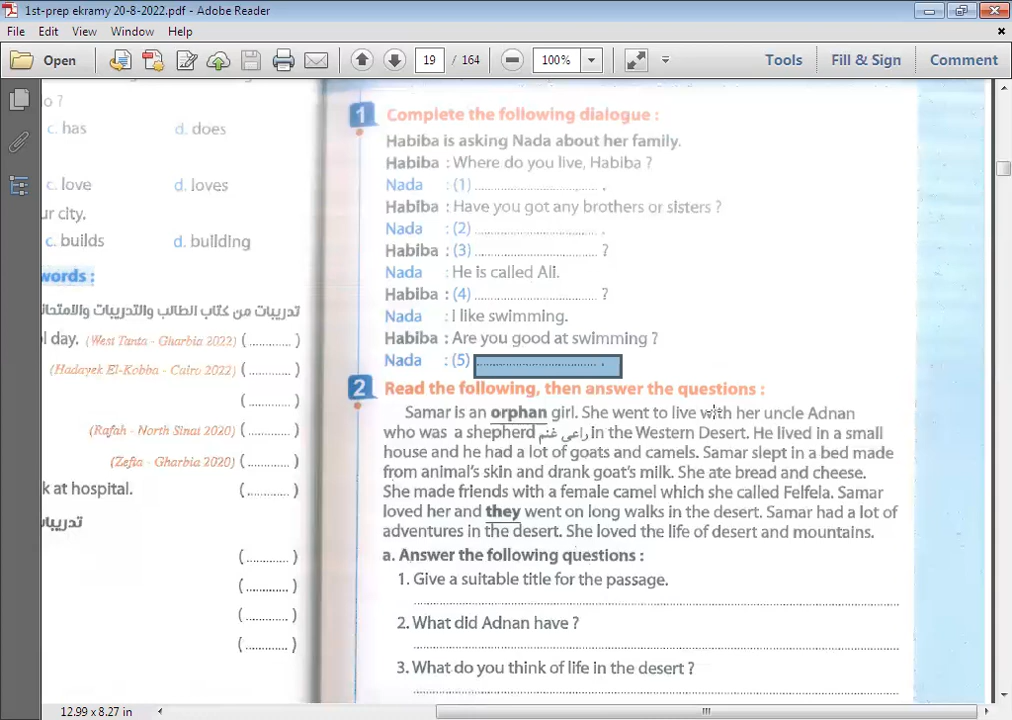 1st-prep ekramy 20-8-2022.pdf - Adobe Reader
File Edit View Window Help
Open 19 / 164 100% Tools Fill & Sign Comment
o ?
c. has d. does
c. love d. loves
ur city.
c. builds d. building
words :
تدريبات من كتاب الطالب والتدريبات والامتحا
ol day. (West Tanta - Gharbia 2022) (............)
(Hadayek El-Kobba - Cairo 2022) (............)
(............)
(Rafah - North Sinai 2020) (............)
(Zefta - Gharbia 2020) (............)
k at hospital. (............)
تدريبات
(............)
(............)
(............)
(............)
1 Complete the following dialogue :
Habiba is asking Nada about her family.
Habiba : Where do you live, Habiba ?
Nada : (1) .................................. .
Habiba : Have you got any brothers or sisters ?
Nada : (2) .................................. .
Habiba : (3) .................................. ?
Nada : He is called Ali.
Habiba : (4) .................................. ?
Nada : I like swimming.
Habiba : Are you good at swimming ?
Nada : (5) .................................. .
2 Read the following, then answer the questions :
Samar is an orphan girl. She went to live with her uncle Adnan
who was a shepherd راعى غنم in the Western Desert. He lived in a small
house and he had a lot of goats and camels. Samar slept in a bed made
from animal's skin and drank goat's milk. She ate bread and cheese.
She made friends with a female camel which she called Felfela. Samar
loved her and they went on long walks in the desert. Samar had a lot of
adventures in the desert. She loved the life of desert and mountains.
a. Answer the following questions :
1. Give a suitable title for the passage.
2. What did Adnan have ?
3. What do you think of life in the desert ?
12.99 x 8.27 in